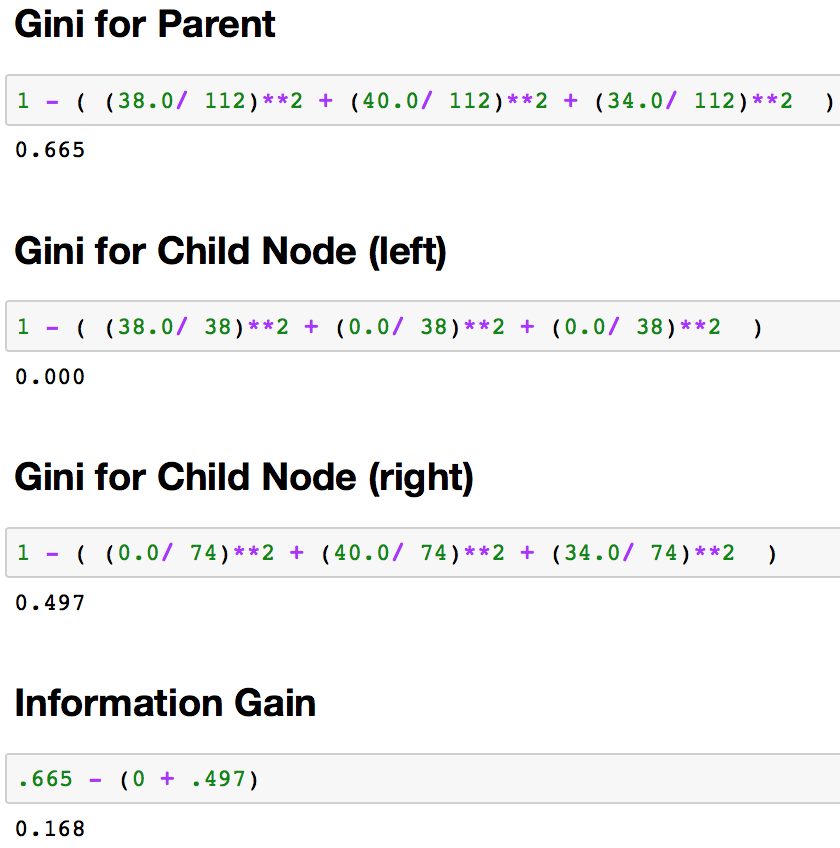 Gini for Parent
1 - ( (38.0/ 112)**2 + (40.0/ 112)**2 + (34.0/ 112)**2  )
0.665
Gini for Child Node (left)
1 - ( (38.0/ 38)**2 + (0.0/ 38)**2 + (0.0/ 38)**2  )
0.000
Gini for Child Node (right)
1 - ( (0.0/ 74)**2 + (40.0/ 74)**2 + (34.0/ 74)**2  )
0.497
Information Gain
.665 - (0 + .497)
0.168